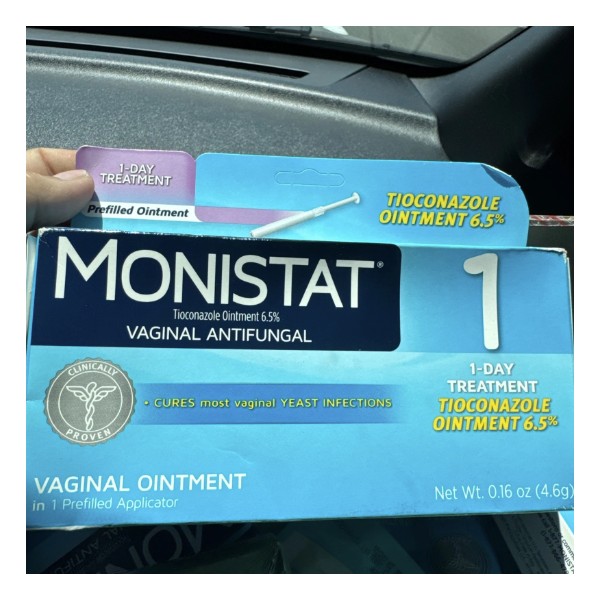 1-DAY
TREATMENT
Prefilled Ointment
TIOCONAZOLE
OINTMENT 6.5%
MONISTAT®
Tioconazole Ointment 6.5%
VAGINAL ANTIFUNGAL
1
1-DAY
TREATMENT
TIOCONAZOLE
OINTMENT 6.5%
CLINICALLY
PROVEN
• CURES most vaginal YEAST INFECTIONS
VAGINAL OINTMENT
in 1 Prefilled Applicator
Net Wt. 0.16 oz (4.6g)
MONISTAT